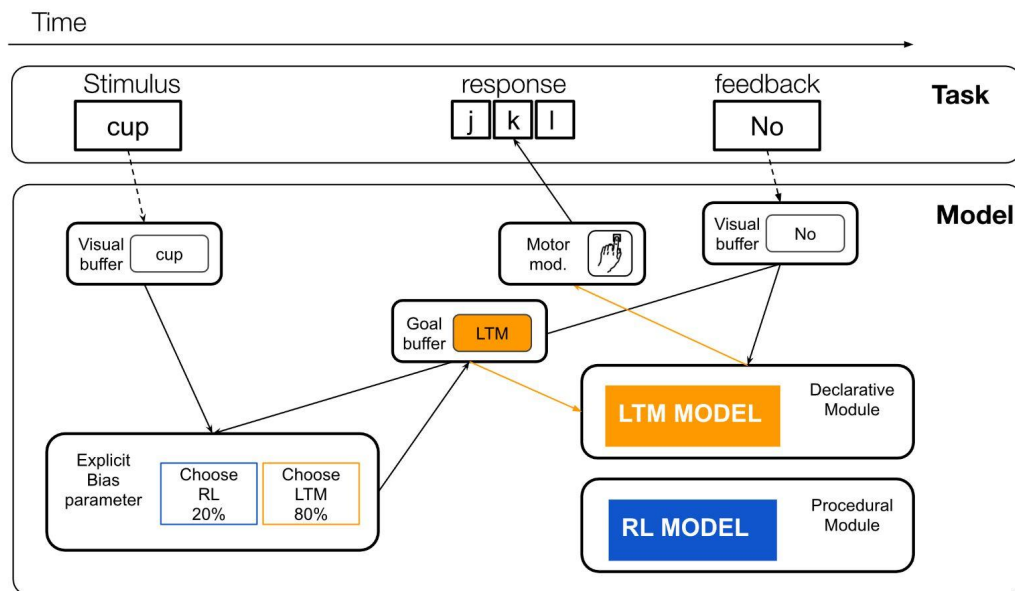 Time
Stimulus
response
feedback
Task
cup
j
k
l
No
Model
Visual
buffer
cup
Motor
mod.
Visual
buffer
No
Goal
buffer
LTM
LTM MODEL
Declarative
Module
Explicit
Bias
parameter
Choose
RL
20%
Choose
LTM
80%
RL MODEL
Procedural
Module